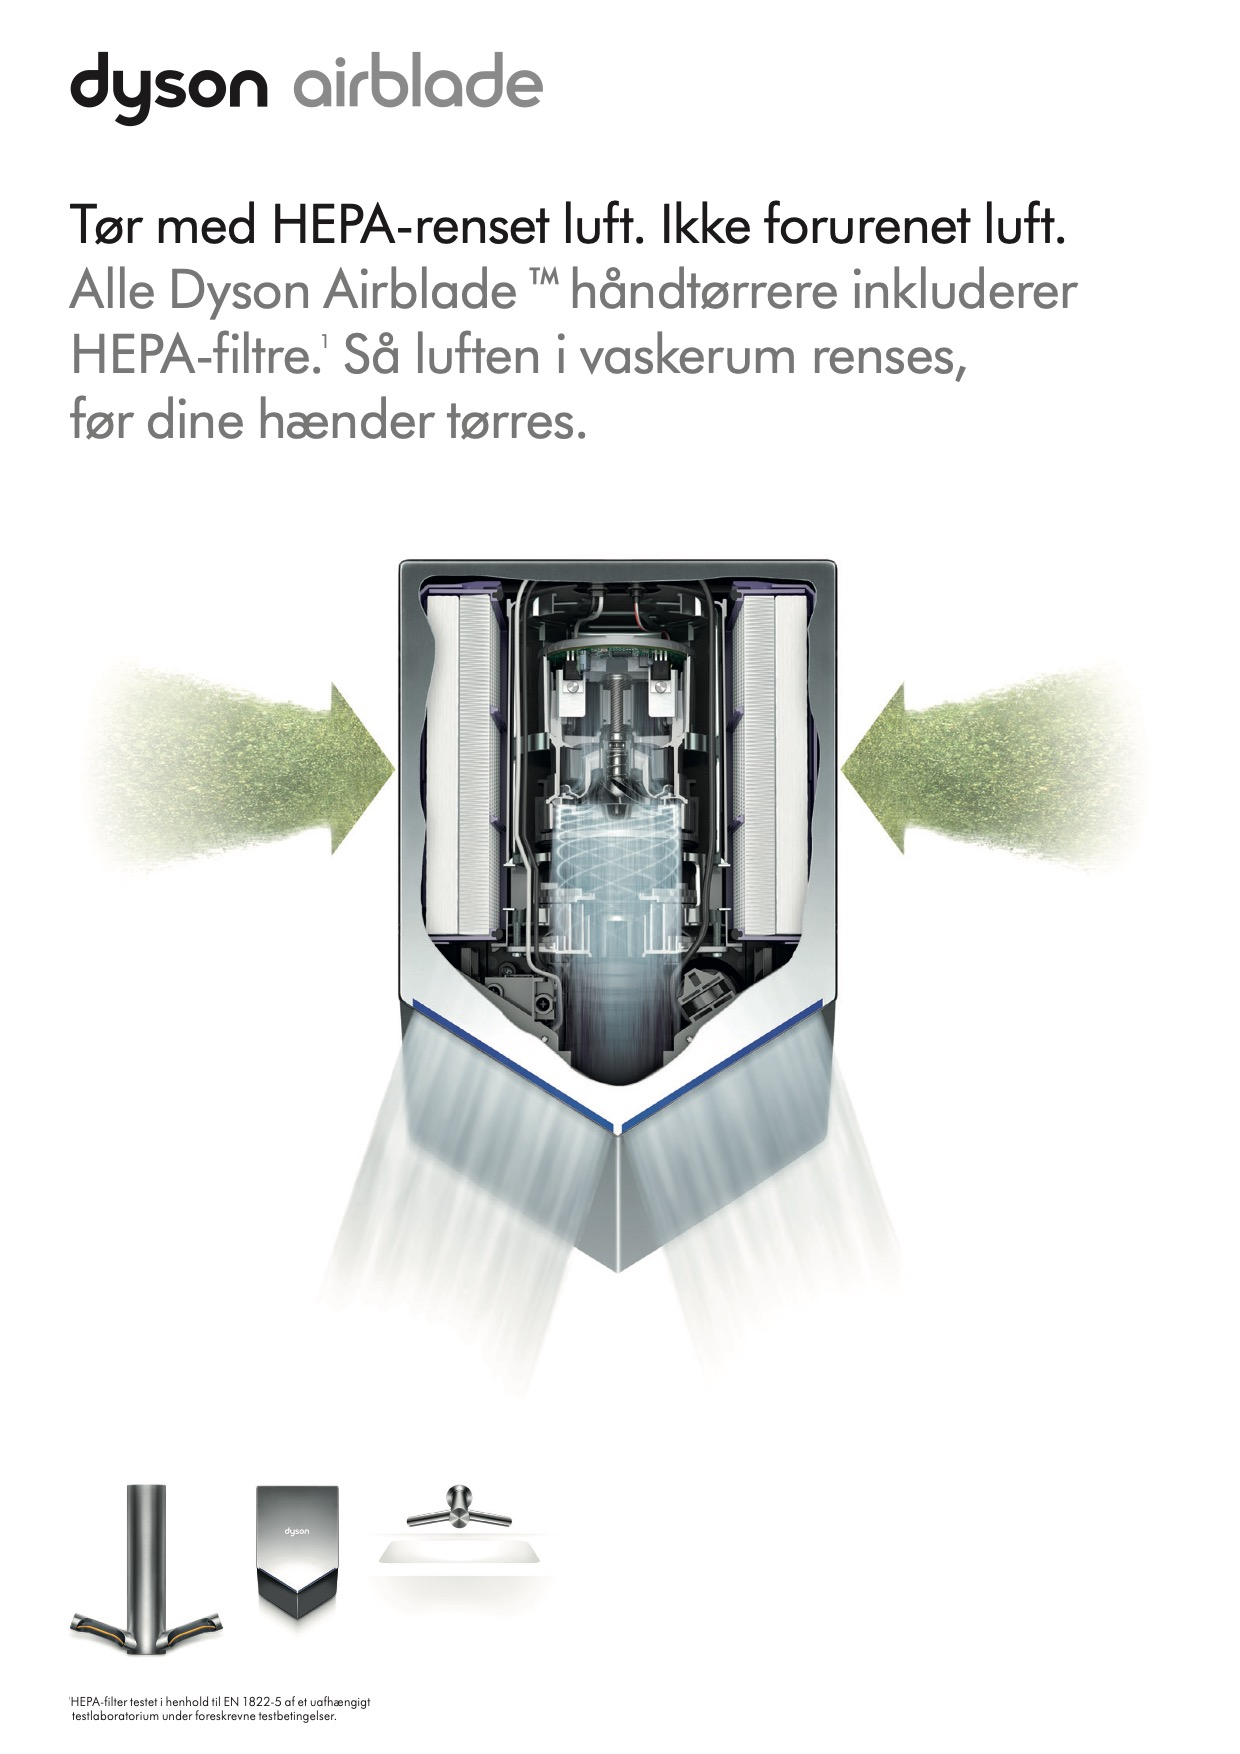 dyson airblade
Tør med HEPA-renset luft. Ikke forurenet luft.
Alle Dyson Airblade ™ håndtørrere inkluderer
HEPA-filtre.¹ Så luften i vaskerum renses,
før dine hænder tørres.
dyson
¹HEPA-filter testet i henhold til EN 1822-5 af et uafhængigt
testlaboratorium under foreskrevne testbetingelser.